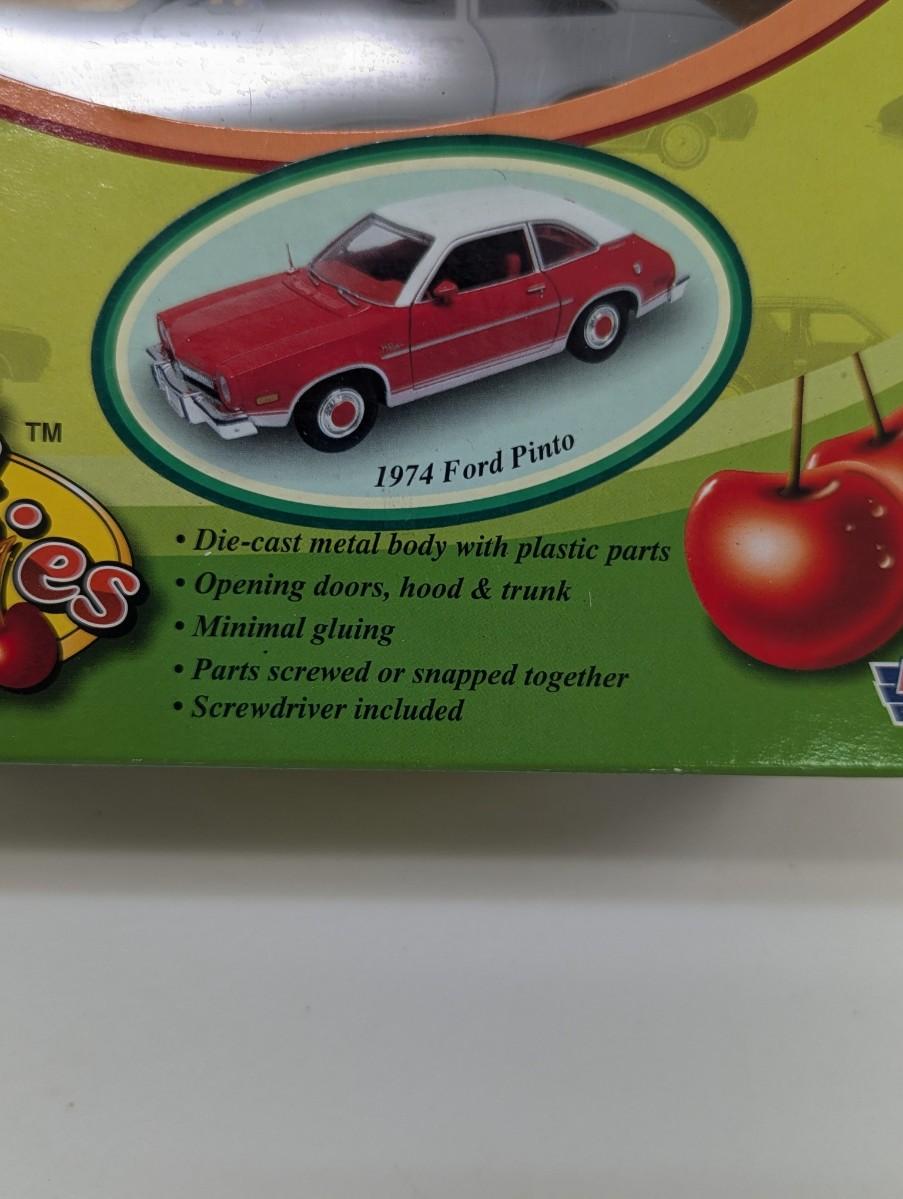 1974 Ford Pinto
TM
ies
• Die-cast metal body with plastic parts
• Opening doors, hood & trunk
• Minimal gluing
• Parts screwed or snapped together
• Screwdriver included